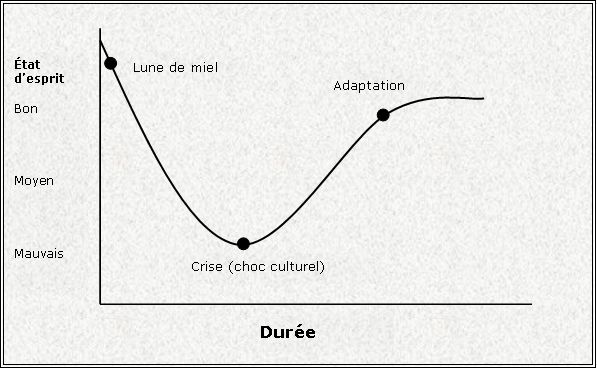 État
d'esprit
Lune de miel
Adaptation
Bon
Moyen
Mauvais
Crise (choc culturel)
Durée